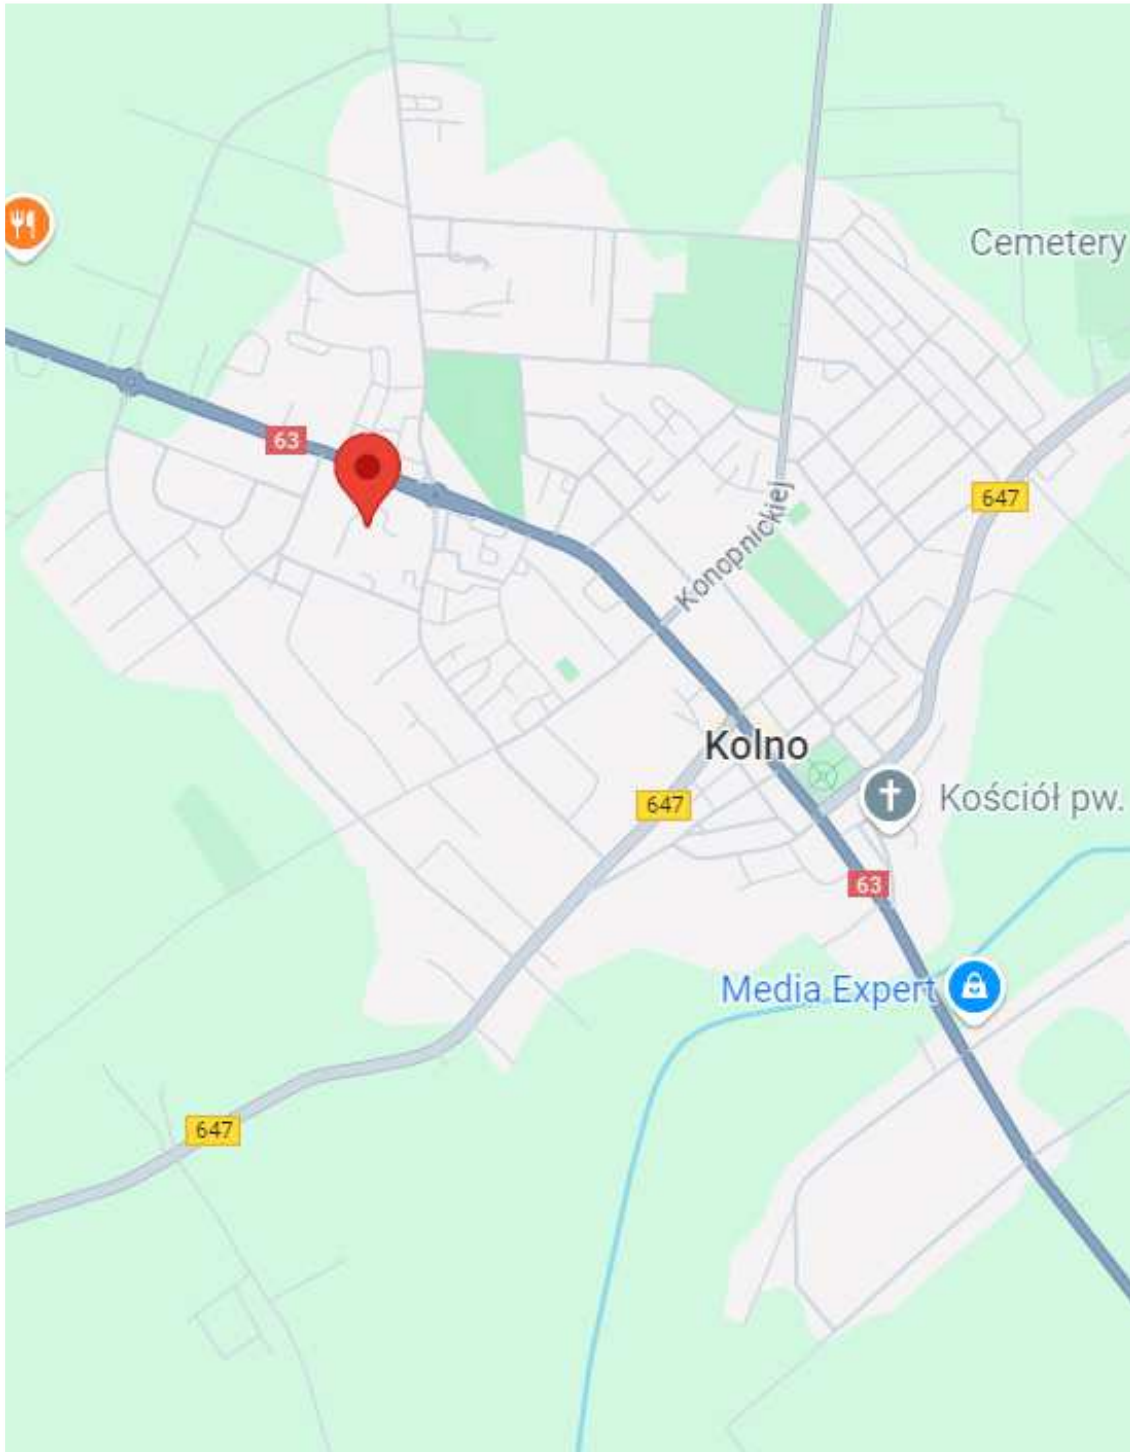 Cemetery
63
647
Konopnickiej
Kolno
647
Kościół pw.
63
Media Expert
647